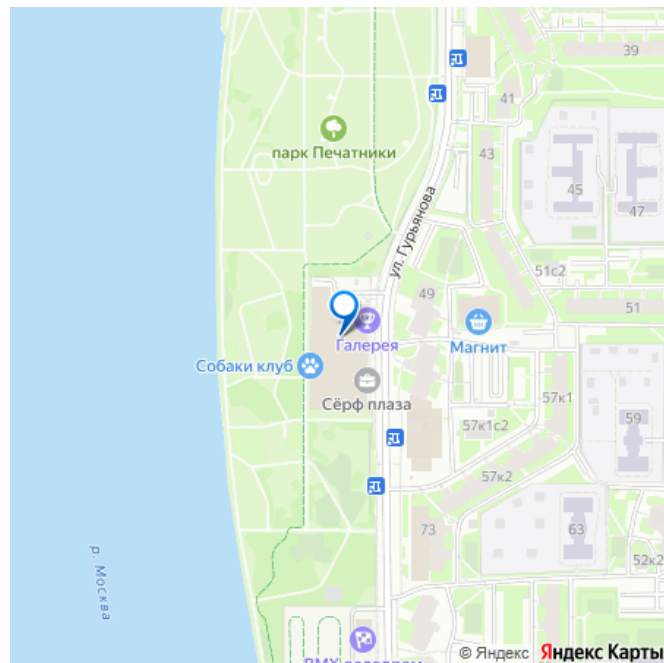 39
41
парк Печатники
43
45
47
ул. Гурьянова
51с2
49
51
Галерея
Магнит
Собаки клуб
Сёрф плаза
57к1
59
57к1с2
57к2
73
63
52к2
р. Москва
© Яндекс Яндекс Карты